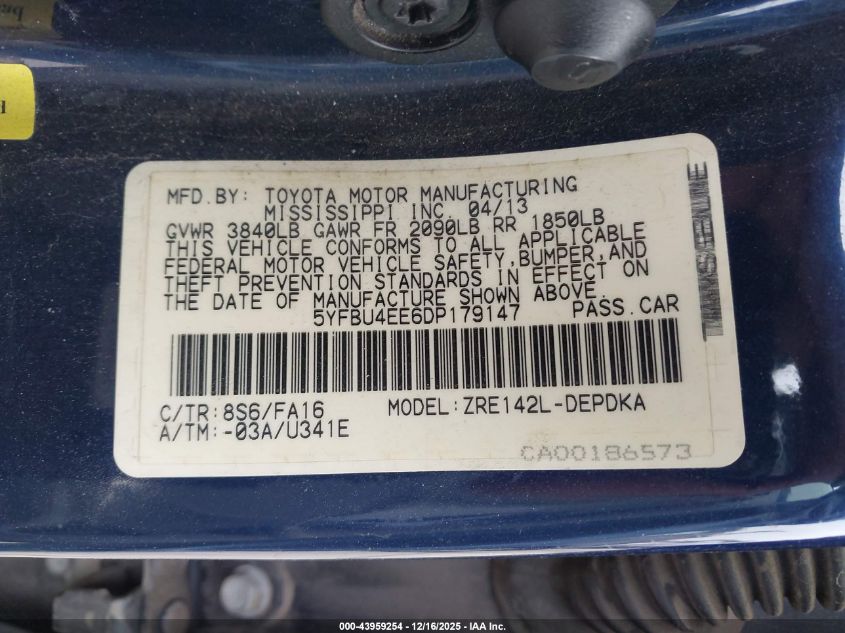 MFD.BY: TOYOTA MOTOR MANUFACTURING
MISSISSIPPI INC. 04/13
GVWR 3840LB GAWR FR 2090LB RR 1850LB
THIS VEHICLE CONFORMS TO ALL APPLICABLE
FEDERAL MOTOR VEHICLE SAFETY,BUMPER,AND
THEFT PREVENTION STANDARDS IN EFFECT ON
THE DATE OF MANUFACTURE SHOWN ABOVE.
5YFBU4EE6DP179147 PASS.CAR
C/TR:8S6/FA16 MODEL:ZRE142L-DEPDKA
A/TM:-03A/U341E
CA00186573
000-43959254 - 12/16/2025 - IAA Inc.